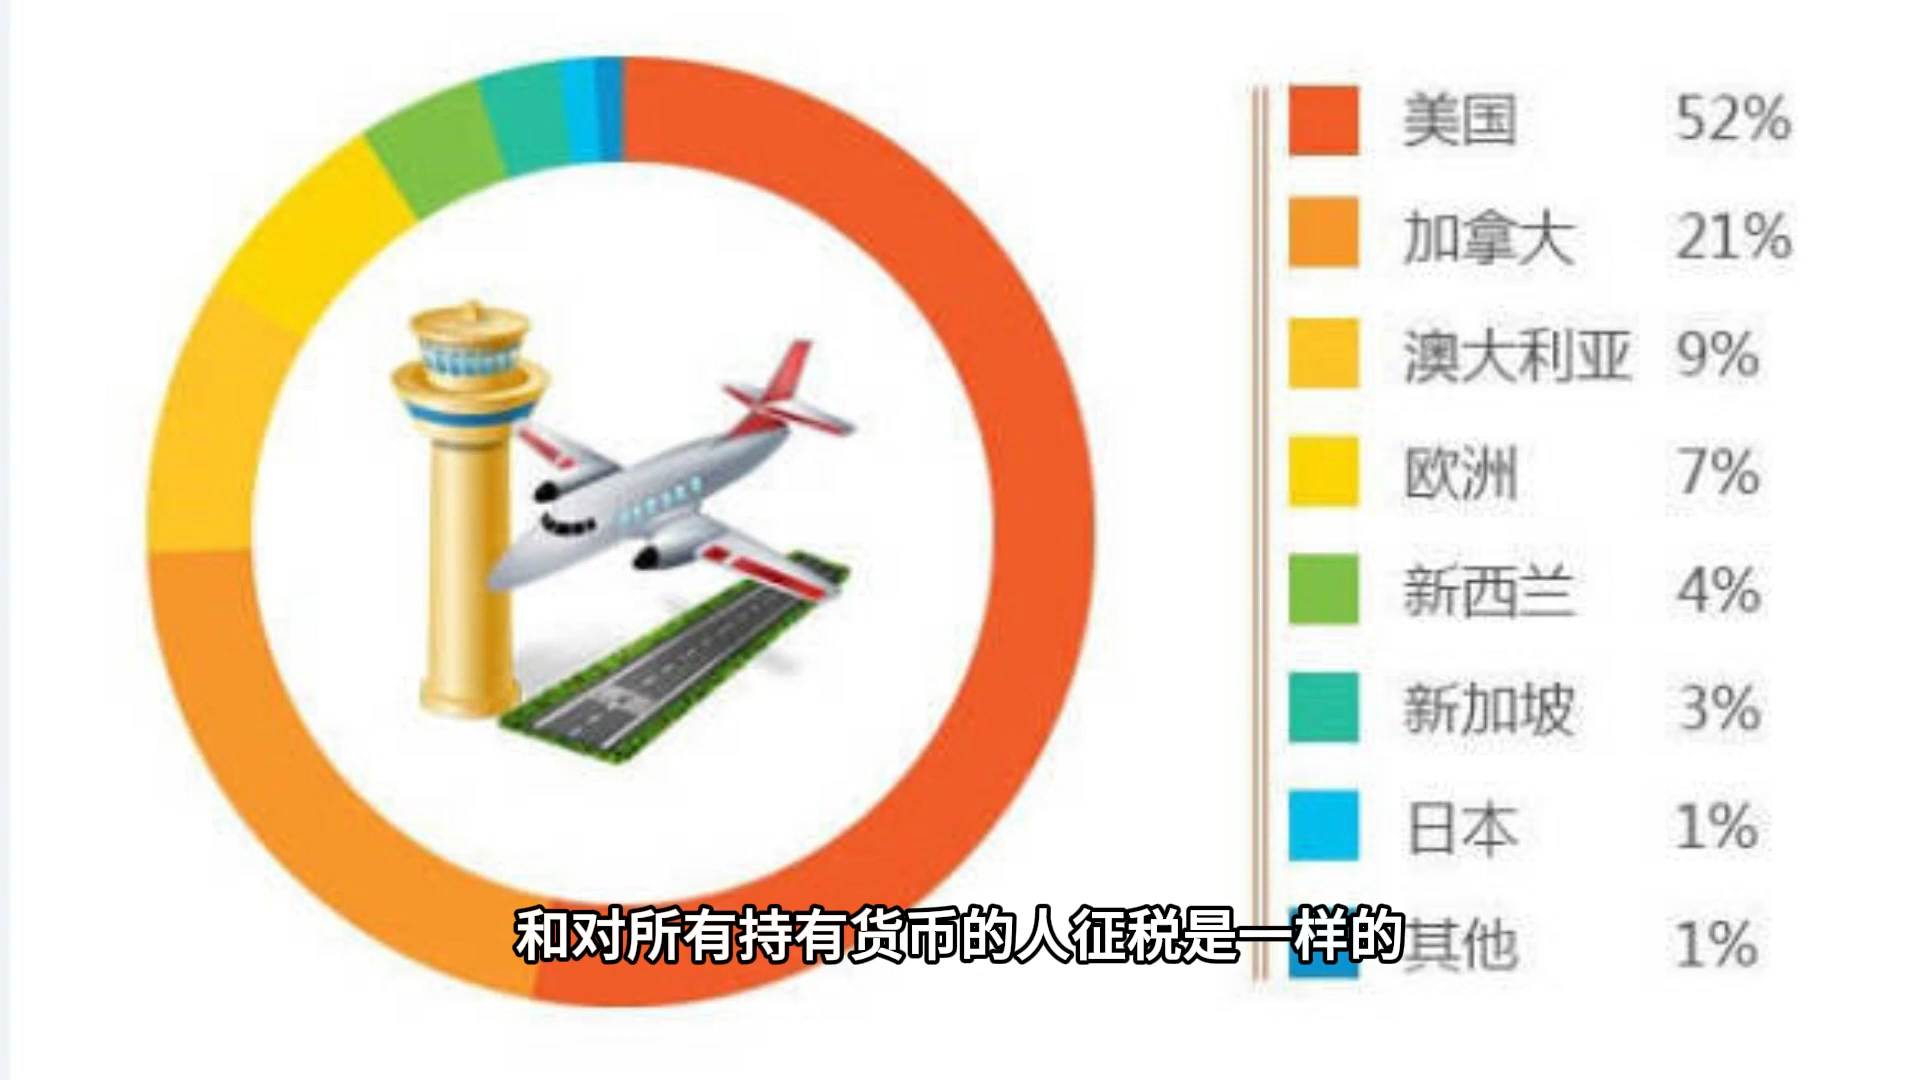 美国 52%
加拿大 21%
澳大利亚 9%
欧洲 7%
新西兰 4%
新加坡 3%
日本 1%
其他 1%
和对所有持有货币的人征税是一样的